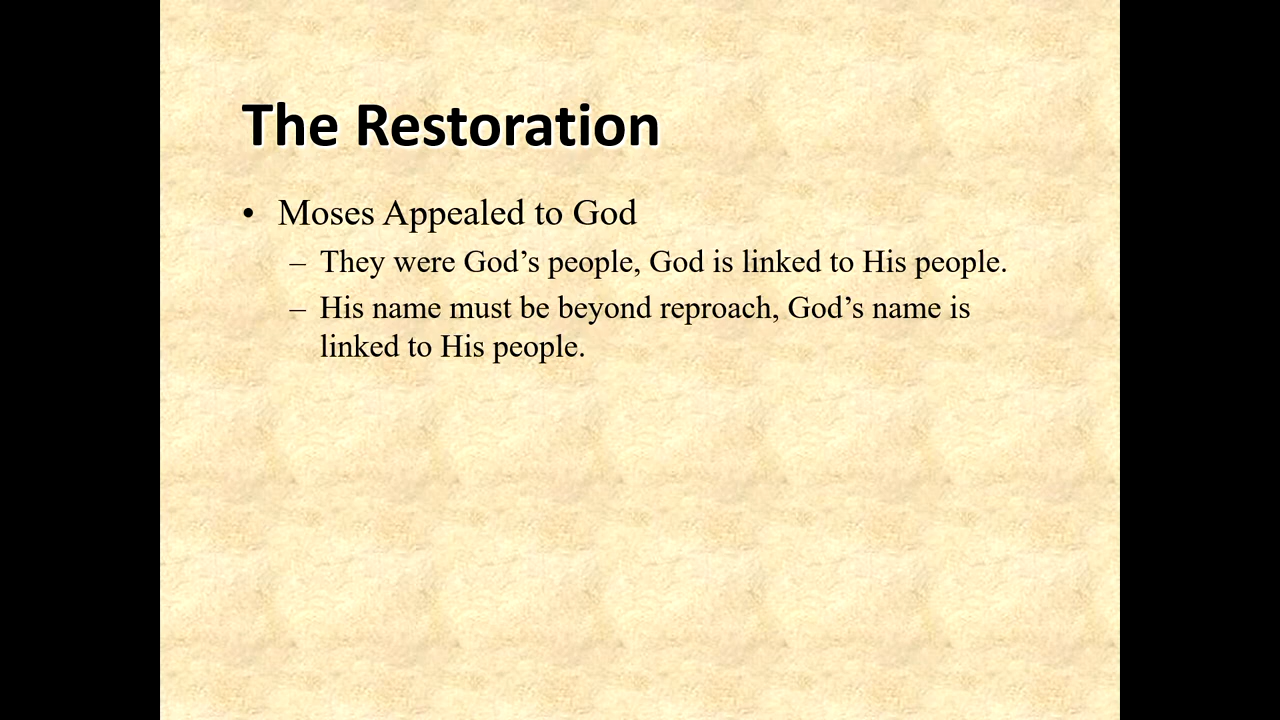 The Restoration
• Moses Appealed to God
– They were God’s people, God is linked to His people.
– His name must be beyond reproach, God’s name is
linked to His people.